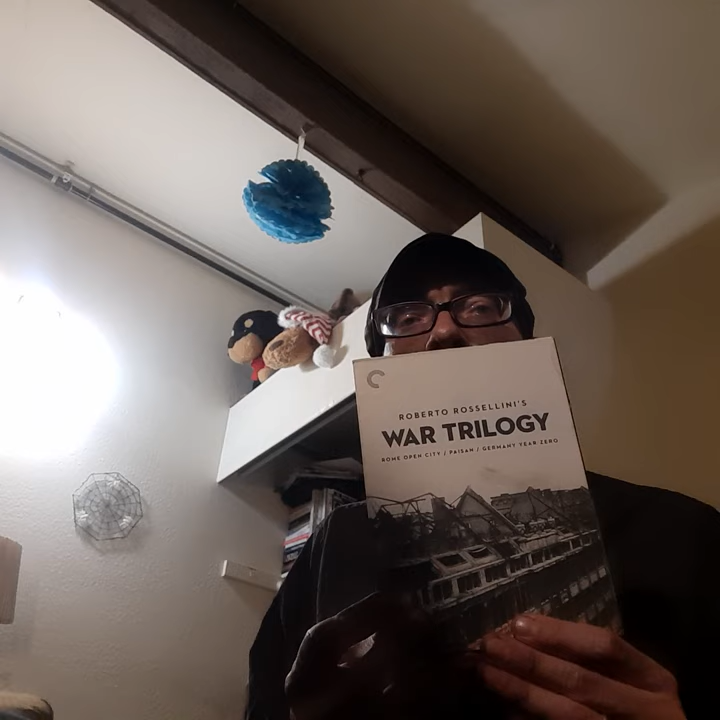 ROBERTO ROSSELLINI'S
WAR TRILOGY
ROME OPEN CITY / PAISAN / GERMANY YEAR ZERO